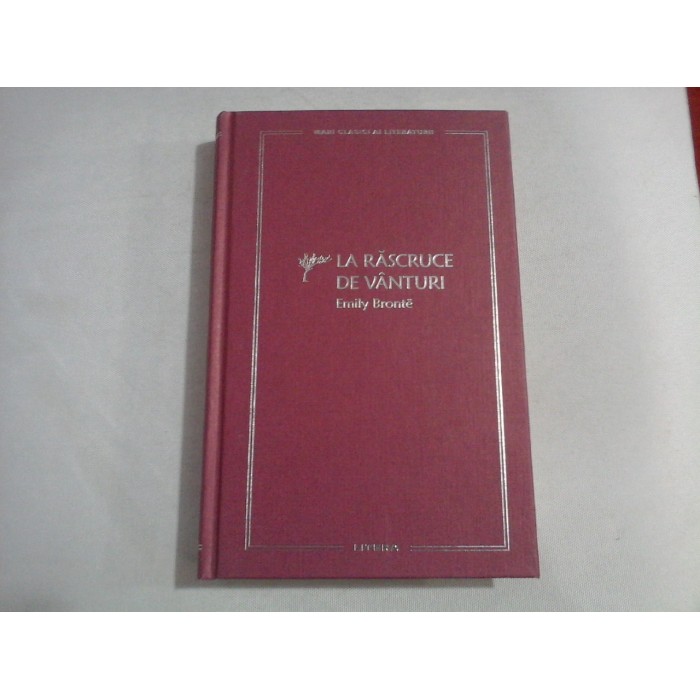 MARI CLASICI AI LITERATURII
LA RĂSCRUCE
DE VÂNTURI
Emily Brontë
LITERA